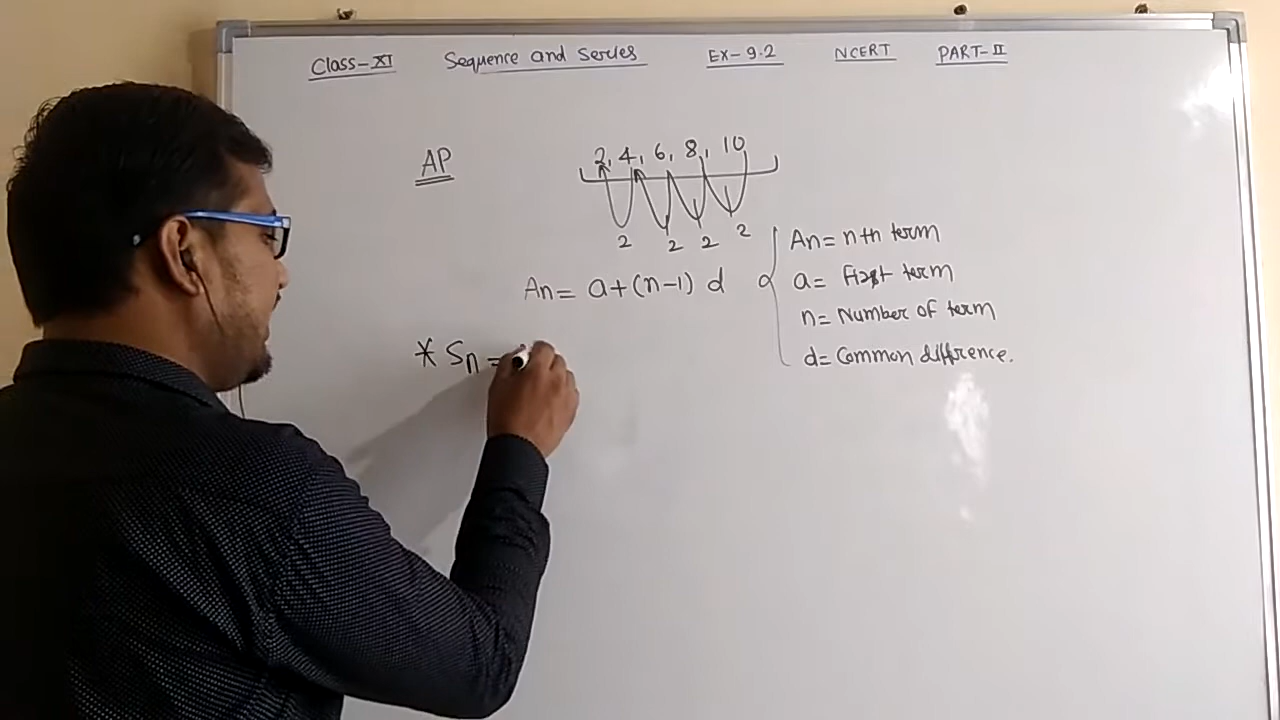 Class-XI Sequence and Series EX-9.2 NCERT PART-II
AP
2, 4, 6, 8, 10
2 2 2 2
An= a+(n-1) d
An= nth term
a= First term
n= Number of term
d= Common difference.
* Sn =